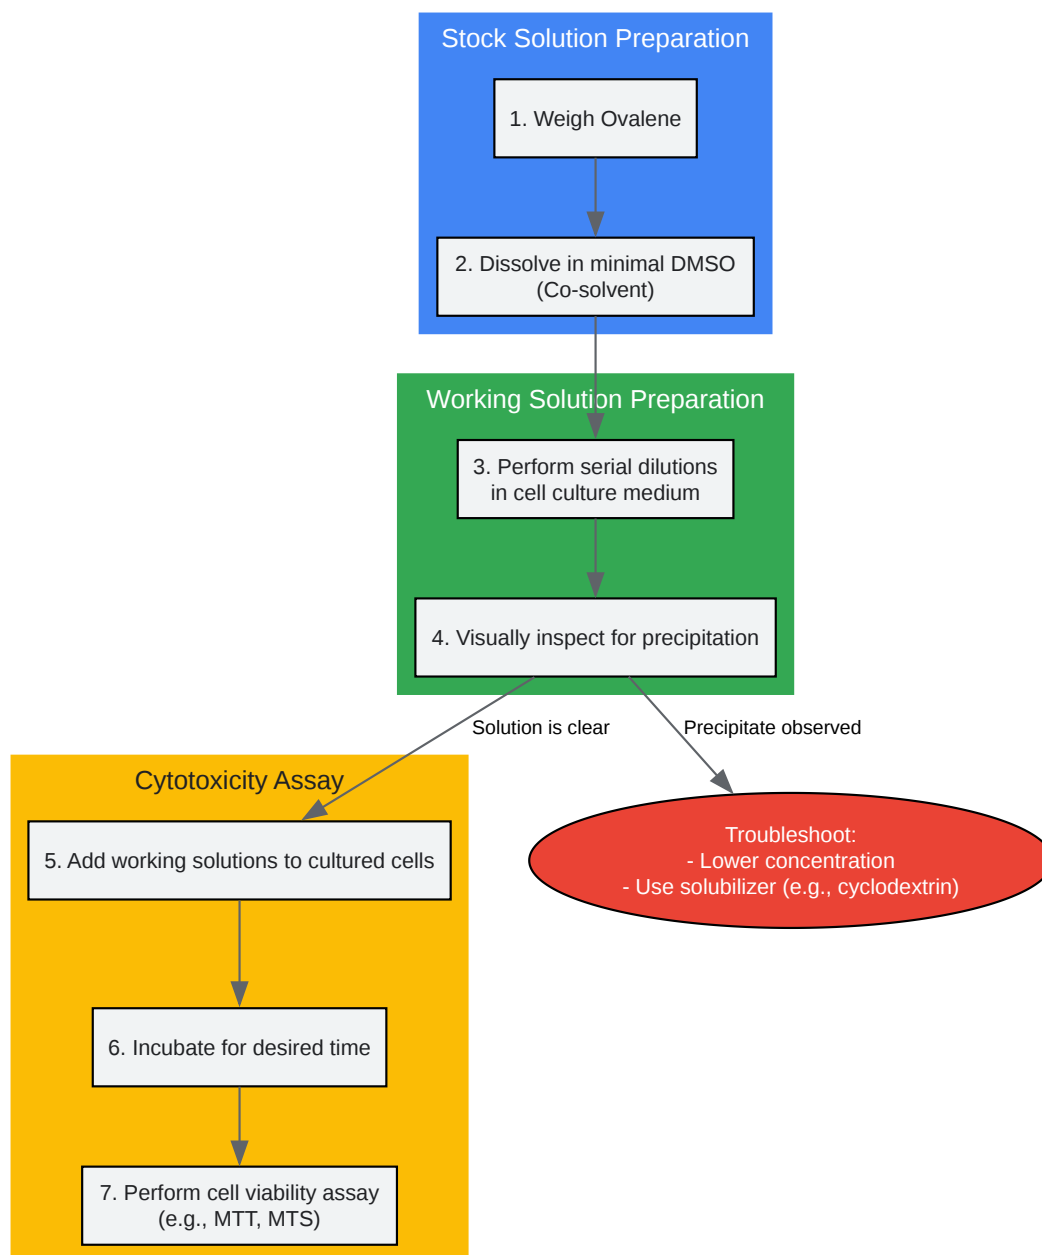 Stock Solution Preparation
1. Weigh Ovalene
2. Dissolve in minimal DMSO
(Co-solvent)
Working Solution Preparation
3. Perform serial dilutions
in cell culture medium
4. Visually inspect for precipitation
Solution is clear
Precipitate observed
Cytotoxicity Assay
5. Add working solutions to cultured cells
Troubleshoot:
- Lower concentration
- Use solubilizer (e.g., cyclodextrin)
6. Incubate for desired time
7. Perform cell viability assay
(e.g., MTT, MTS)